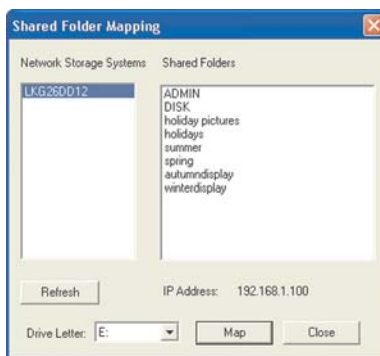 Shared Folder Mapping
Network Storage Systems
Shared Folders
LKG26DD12
ADMIN
DISK
holiday pictures
holidays
summer
spring
autumndisplay
winterdisplay
Refresh
IP Address: 192.168.1.100
Drive Letter: E:
Map
Close